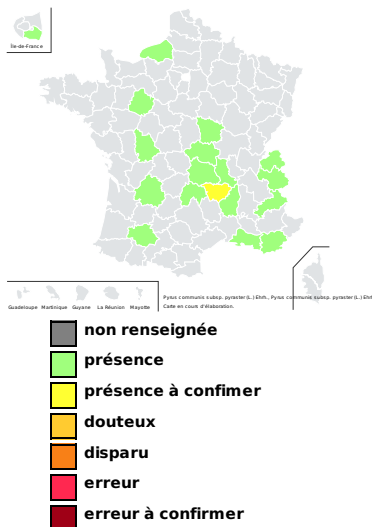 Île-de-France
Guadeloupe Martinique Guyane La Réunion Mayotte
Pyrus communis subsp. pyraster (L.) Ehrh., Pyrus communis subsp. pyraster (L.) Ehrh
Carte en cours d'élaboration.
non renseignée
présence
présence à confimer
douteux
disparu
erreur
erreur à confirmer